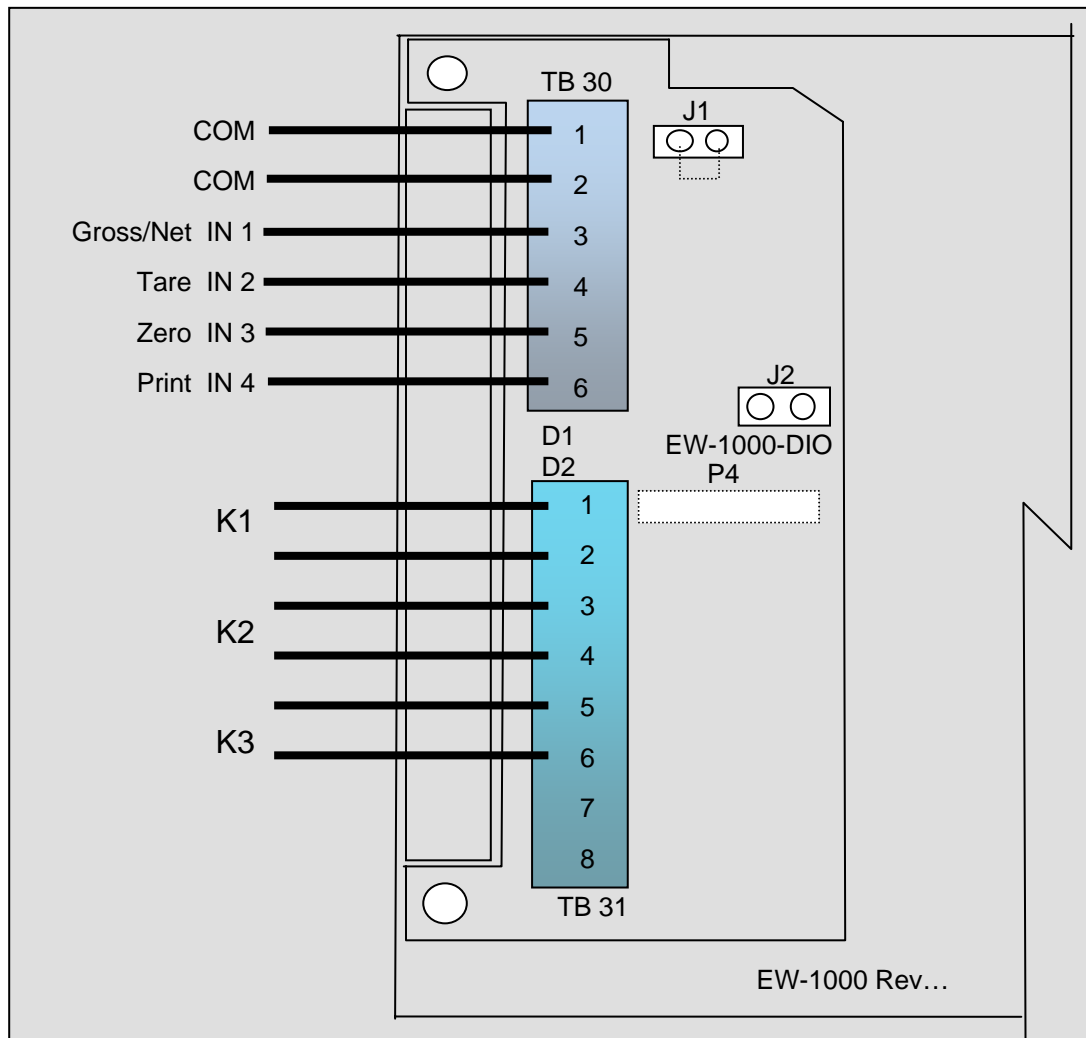 TB 30
J1
COM
1
COM
2
Gross/Net IN 1
3
Tare IN 2
4
Zero IN 3
5
Print IN 4
6
J2
D1
D2
EW-1000-DIO
P4
K1
1
2
K2
3
4
K3
5
6
7
8
TB 31
EW-1000 Rev…